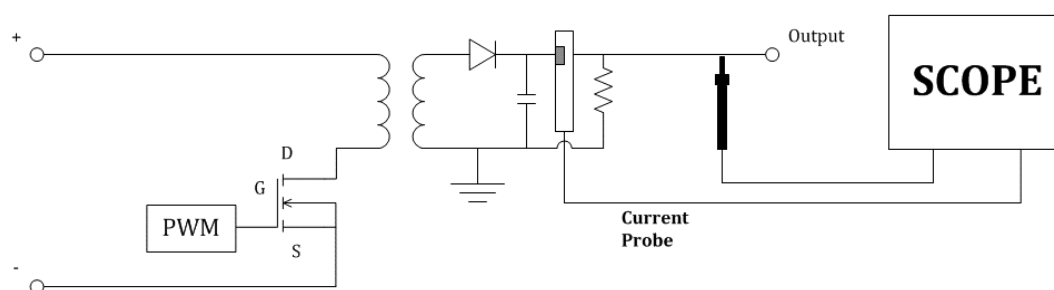 +
Output
SCOPE
D
G
PWM
S
Current
Probe
-